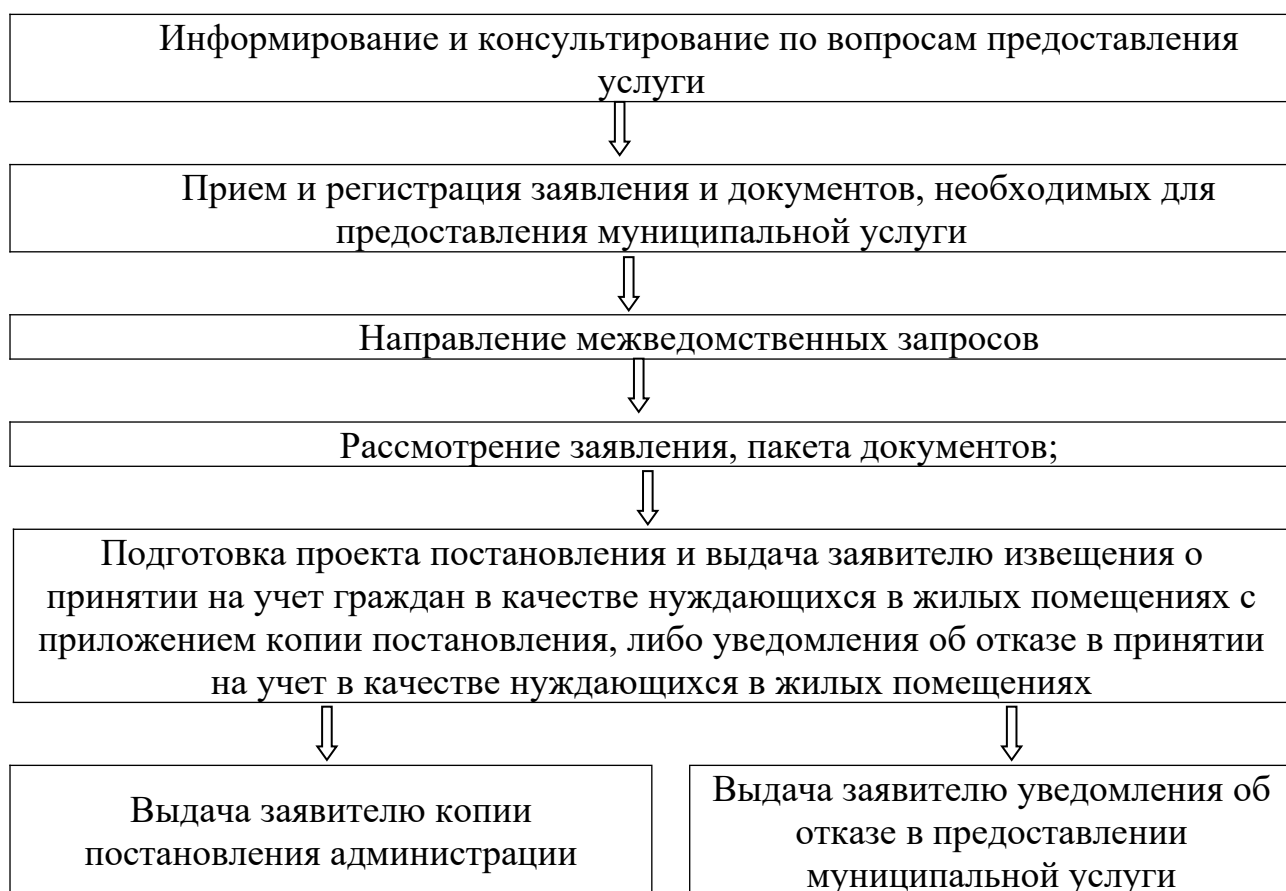 Информирование и консультирование по вопросам предоставления
услуги
Прием и регистрация заявления и документов, необходимых для
предоставления муниципальной услуги
Направление межведомственных запросов
Рассмотрение заявления, пакета документов;
Подготовка проекта постановления и выдача заявителю извещения о
принятии на учет граждан в качестве нуждающихся в жилых помещениях с
приложением копии постановления, либо уведомления об отказе в принятии
на учет в качестве нуждающихся в жилых помещениях
Выдача заявителю копии
постановления администрации
Выдача заявителю уведомления об
отказе в предоставлении
муниципальной услуги